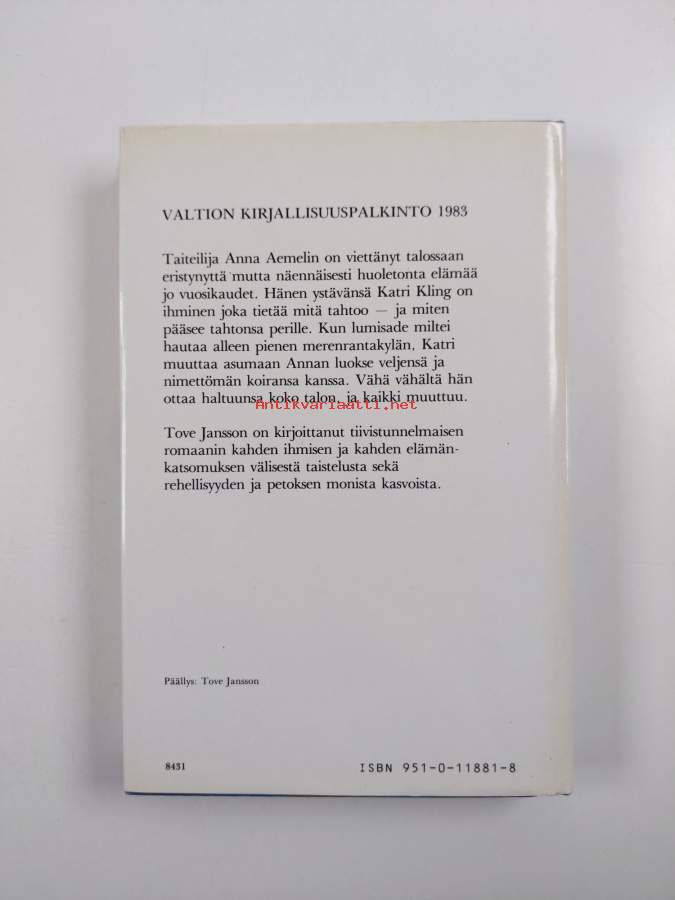 VALTION KIRJALLISUUSPALKINTO 1983
Taiteilija Anna Aemelin on viettänyt talossaan
eristynyttä mutta näennäisesti huoletonta elämää
jo vuosikaudet. Hänen ystävänsä Katri Kling on
ihminen joka tietää mitä tahtoo — ja miten
pääsee tahtonsa perille. Kun lumisade miltei
hautaa alleen pienen merenrantakylän, Katri
muuttaa asumaan Annan luokse veljensä ja
nimettömän koiransa kanssa. Vähä vähältä hän
ottaa haltuunsa koko talon, ja kaikki muuttuu.
Antikvariaatti.net
Tove Jansson on kirjoittanut tiivistunnelmaisen
romaanin kahden ihmisen ja kahden elämän-
katsomuksen välisestä taistelusta sekä
rehellisyyden ja petoksen monista kasvoista.
Päällys: Tove Jansson
8431
ISBN 951-0-11881-8